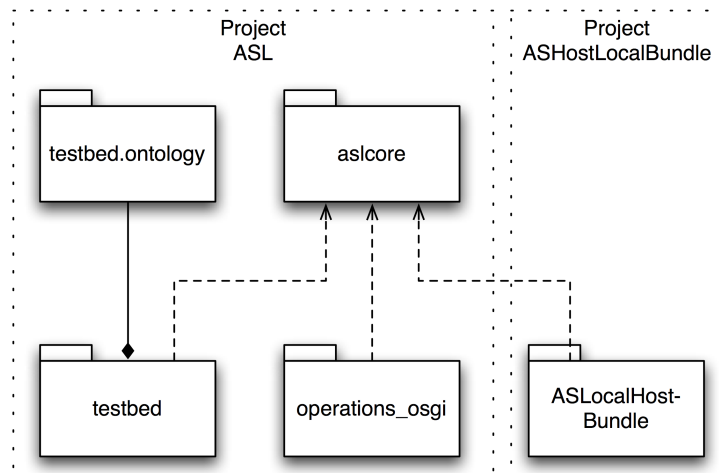 Project
ASL
Project
ASHostLocalBundle
testbed.ontology
aslcore
testbed
operations_osgi
ASLocalHost-
Bundle